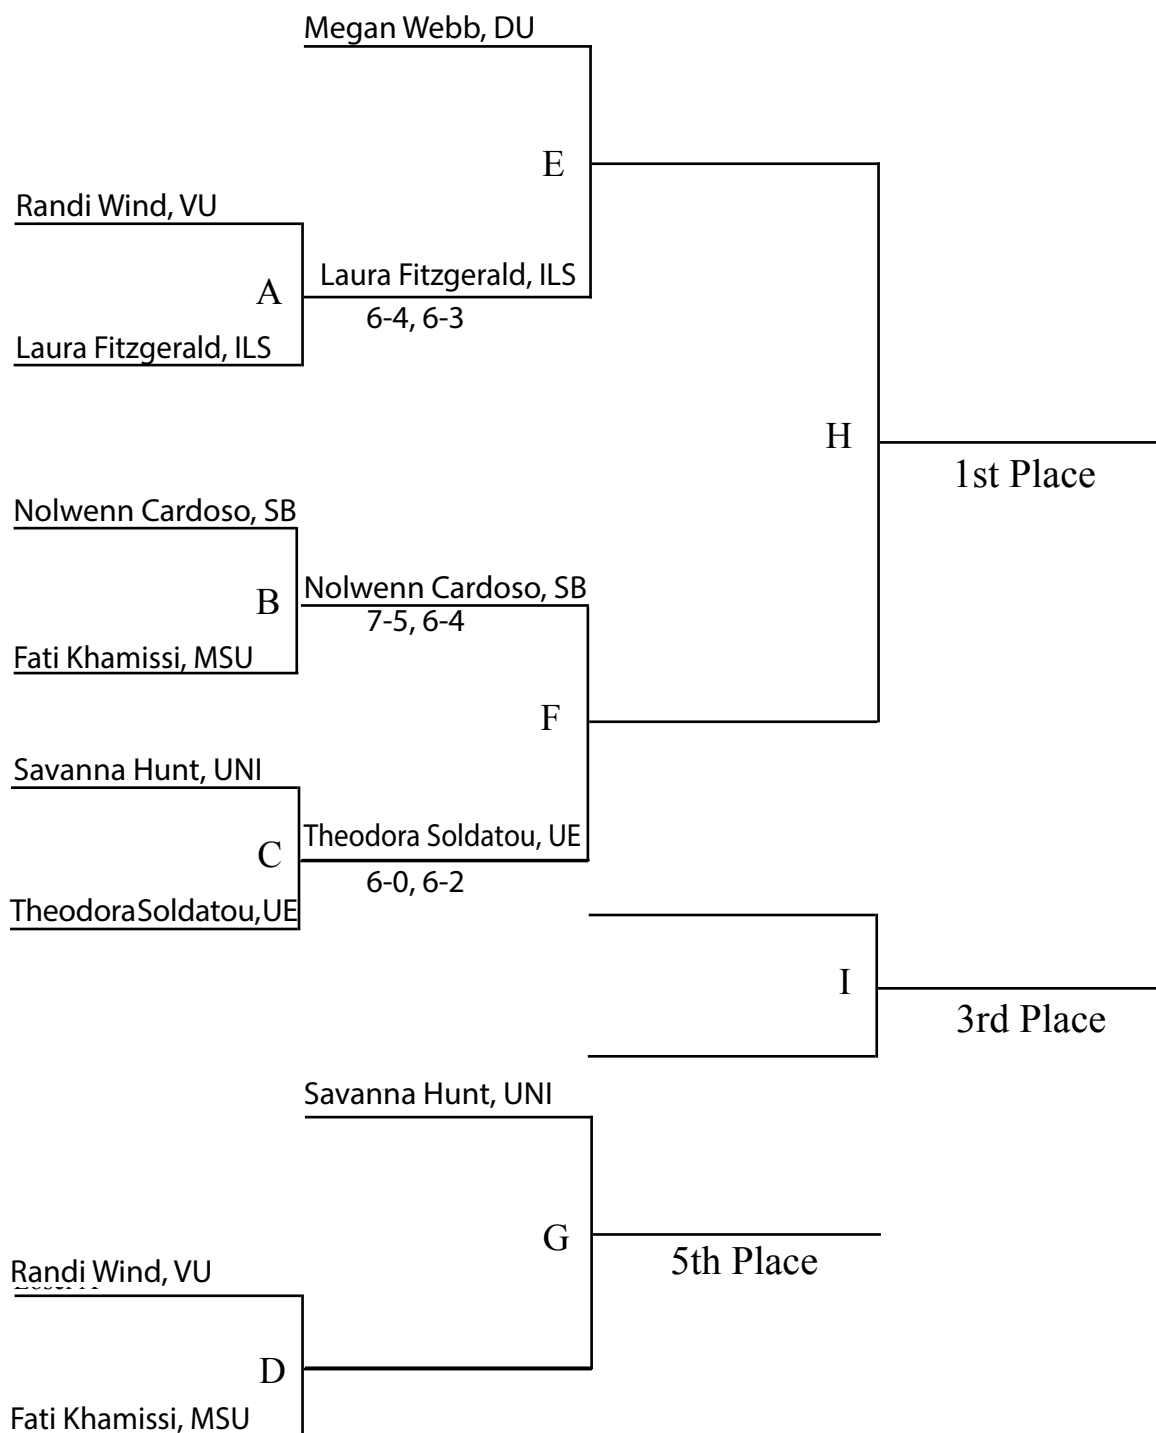 Megan Webb, DU
E
Randi Wind, VU
A
Laura Fitzgerald, ILS
6-4, 6-3
Laura Fitzgerald, ILS
H
1st Place
Nolwenn Cardoso, SB
B
Nolwenn Cardoso, SB
7-5, 6-4
Fati Khamissi, MSU
F
Savanna Hunt, UNI
C
Theodora Soldatou, UE
6-0, 6-2
Theodora Soldatou, UE
I
3rd Place
Savanna Hunt, UNI
G
5th Place
Randi Wind, VU
D
Fati Khamissi, MSU